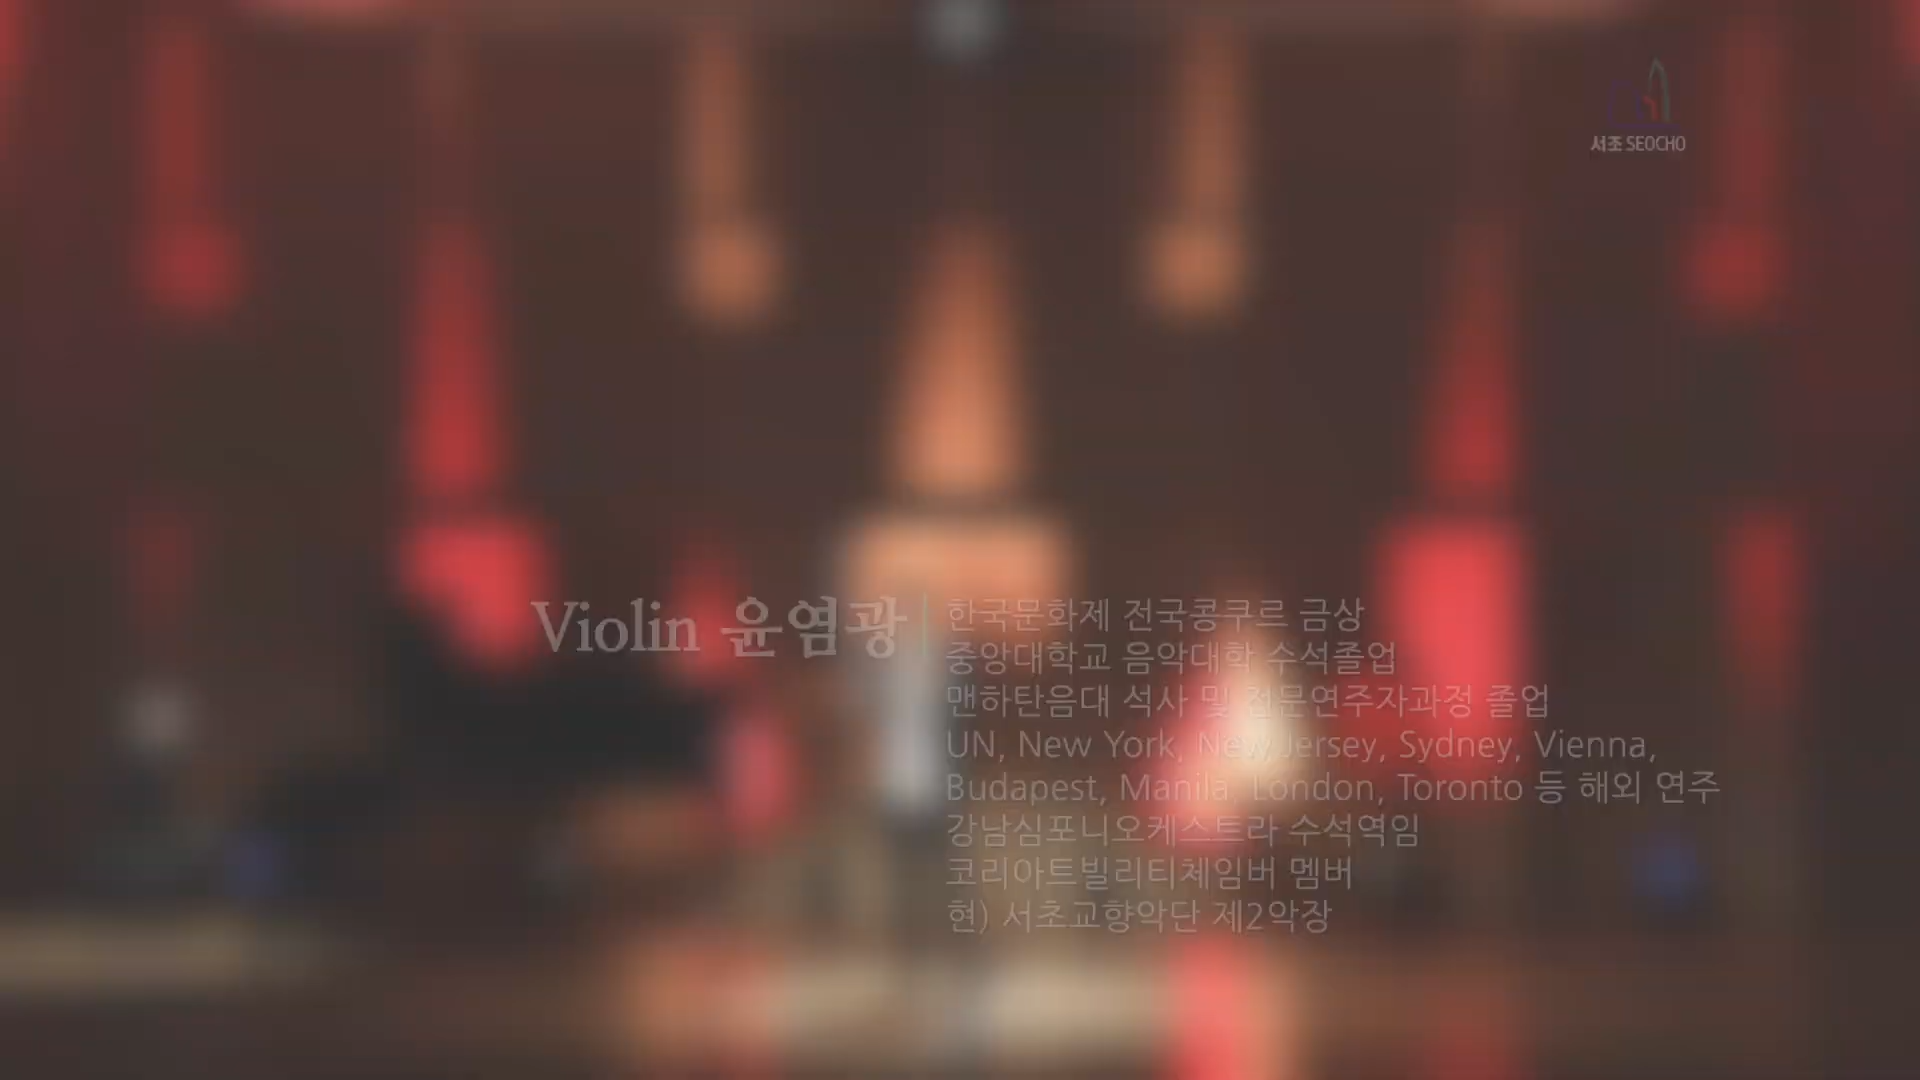 서초 SEOCHO
Violin 윤염광
한국문화제 전국콩쿠르 금상
중앙대학교 음악대학 수석졸업
맨하탄음대 석사 및 전문연주자과정 졸업
UN, New York, New Jersey, Sydney, Vienna,
Budapest, Manila, London, Toronto 등 해외 연주
강남심포니오케스트라 수석역임
코리아트빌리티체임버 멤버
현) 서초교향악단 제2악장